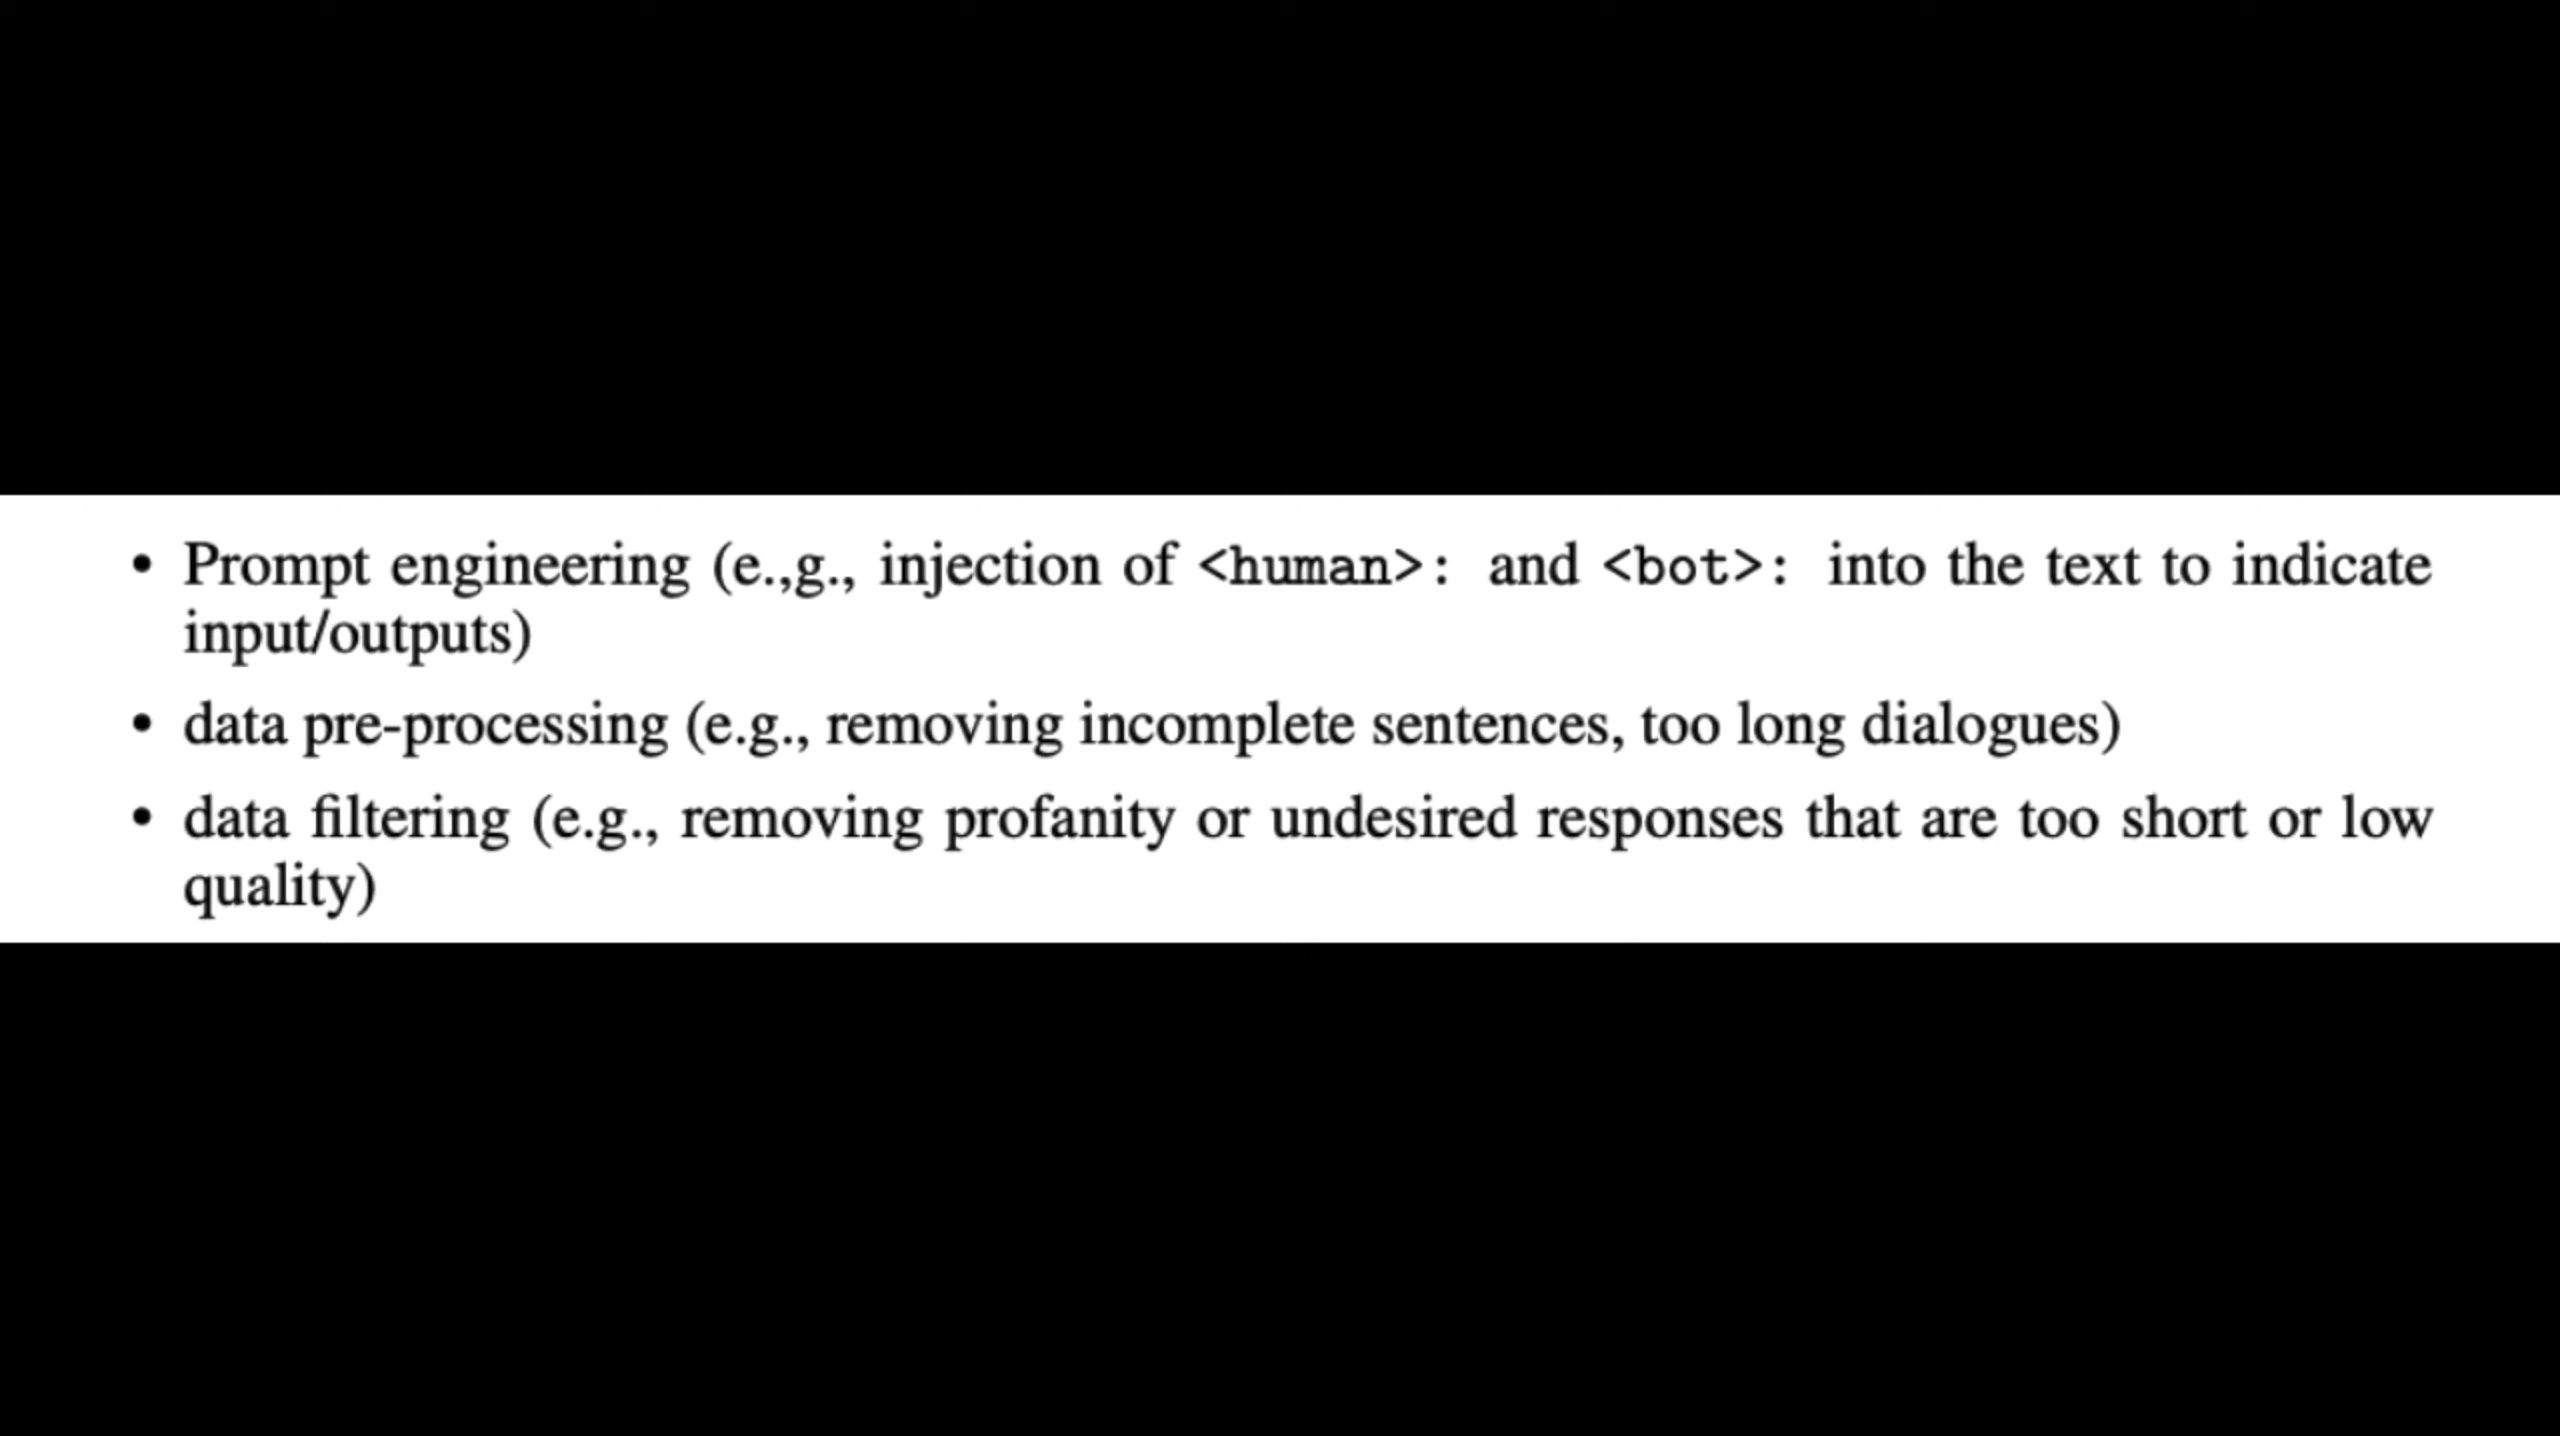 • Prompt engineering (e.,g., injection of <human>: and <bot>: into the text to indicate
input/outputs)
• data pre-processing (e.g., removing incomplete sentences, too long dialogues)
• data filtering (e.g., removing profanity or undesired responses that are too short or low
quality)